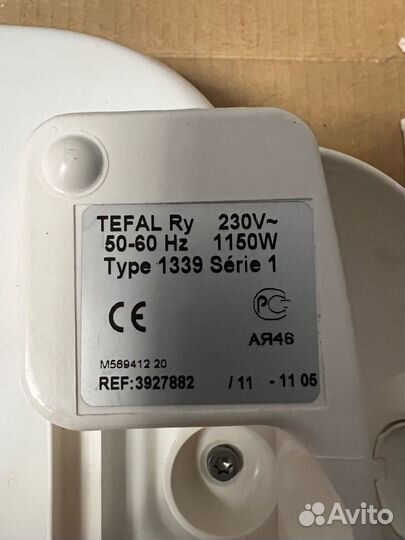 TEFAL Ry 230V~
50-60 Hz 1150W
Type 1339 Série 1
CE
РС
АЯ46
M569412 20
REF:3927882 /11 - 11 05
Avito